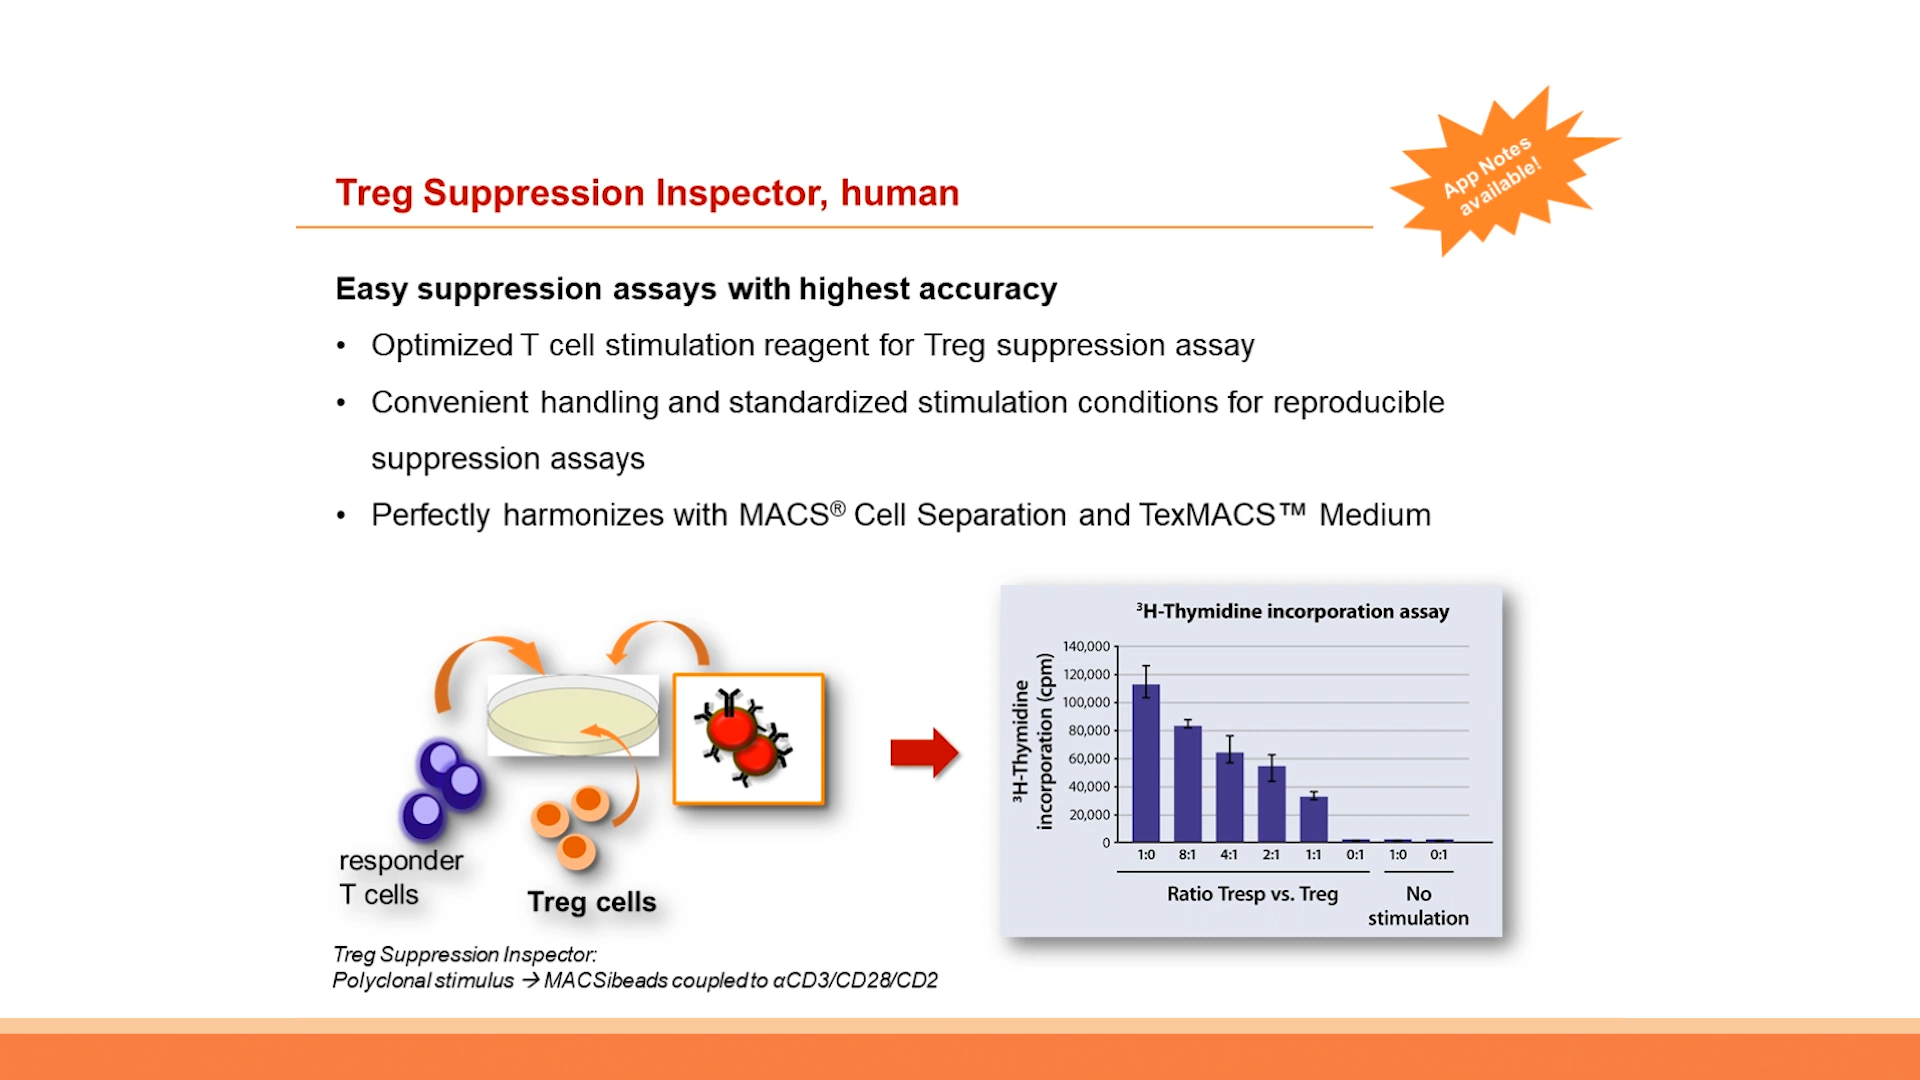 App Notes
available!
Treg Suppression Inspector, human
Easy suppression assays with highest accuracy
• Optimized T cell stimulation reagent for Treg suppression assay
• Convenient handling and standardized stimulation conditions for reproducible
suppression assays
• Perfectly harmonizes with MACS® Cell Separation and TexMACS™ Medium
responder
T cells
Treg cells
Treg Suppression Inspector:
Polyclonal stimulus → MACSibeads coupled to αCD3/CD28/CD2
³H-Thymidine incorporation assay
³H-Thymidine
incorporation (cpm)
140,000
120,000
100,000
80,000
60,000
40,000
20,000
0
1:0 8:1 4:1 2:1 1:1 0:1 1:0 0:1
Ratio Tresp vs. Treg
No
stimulation